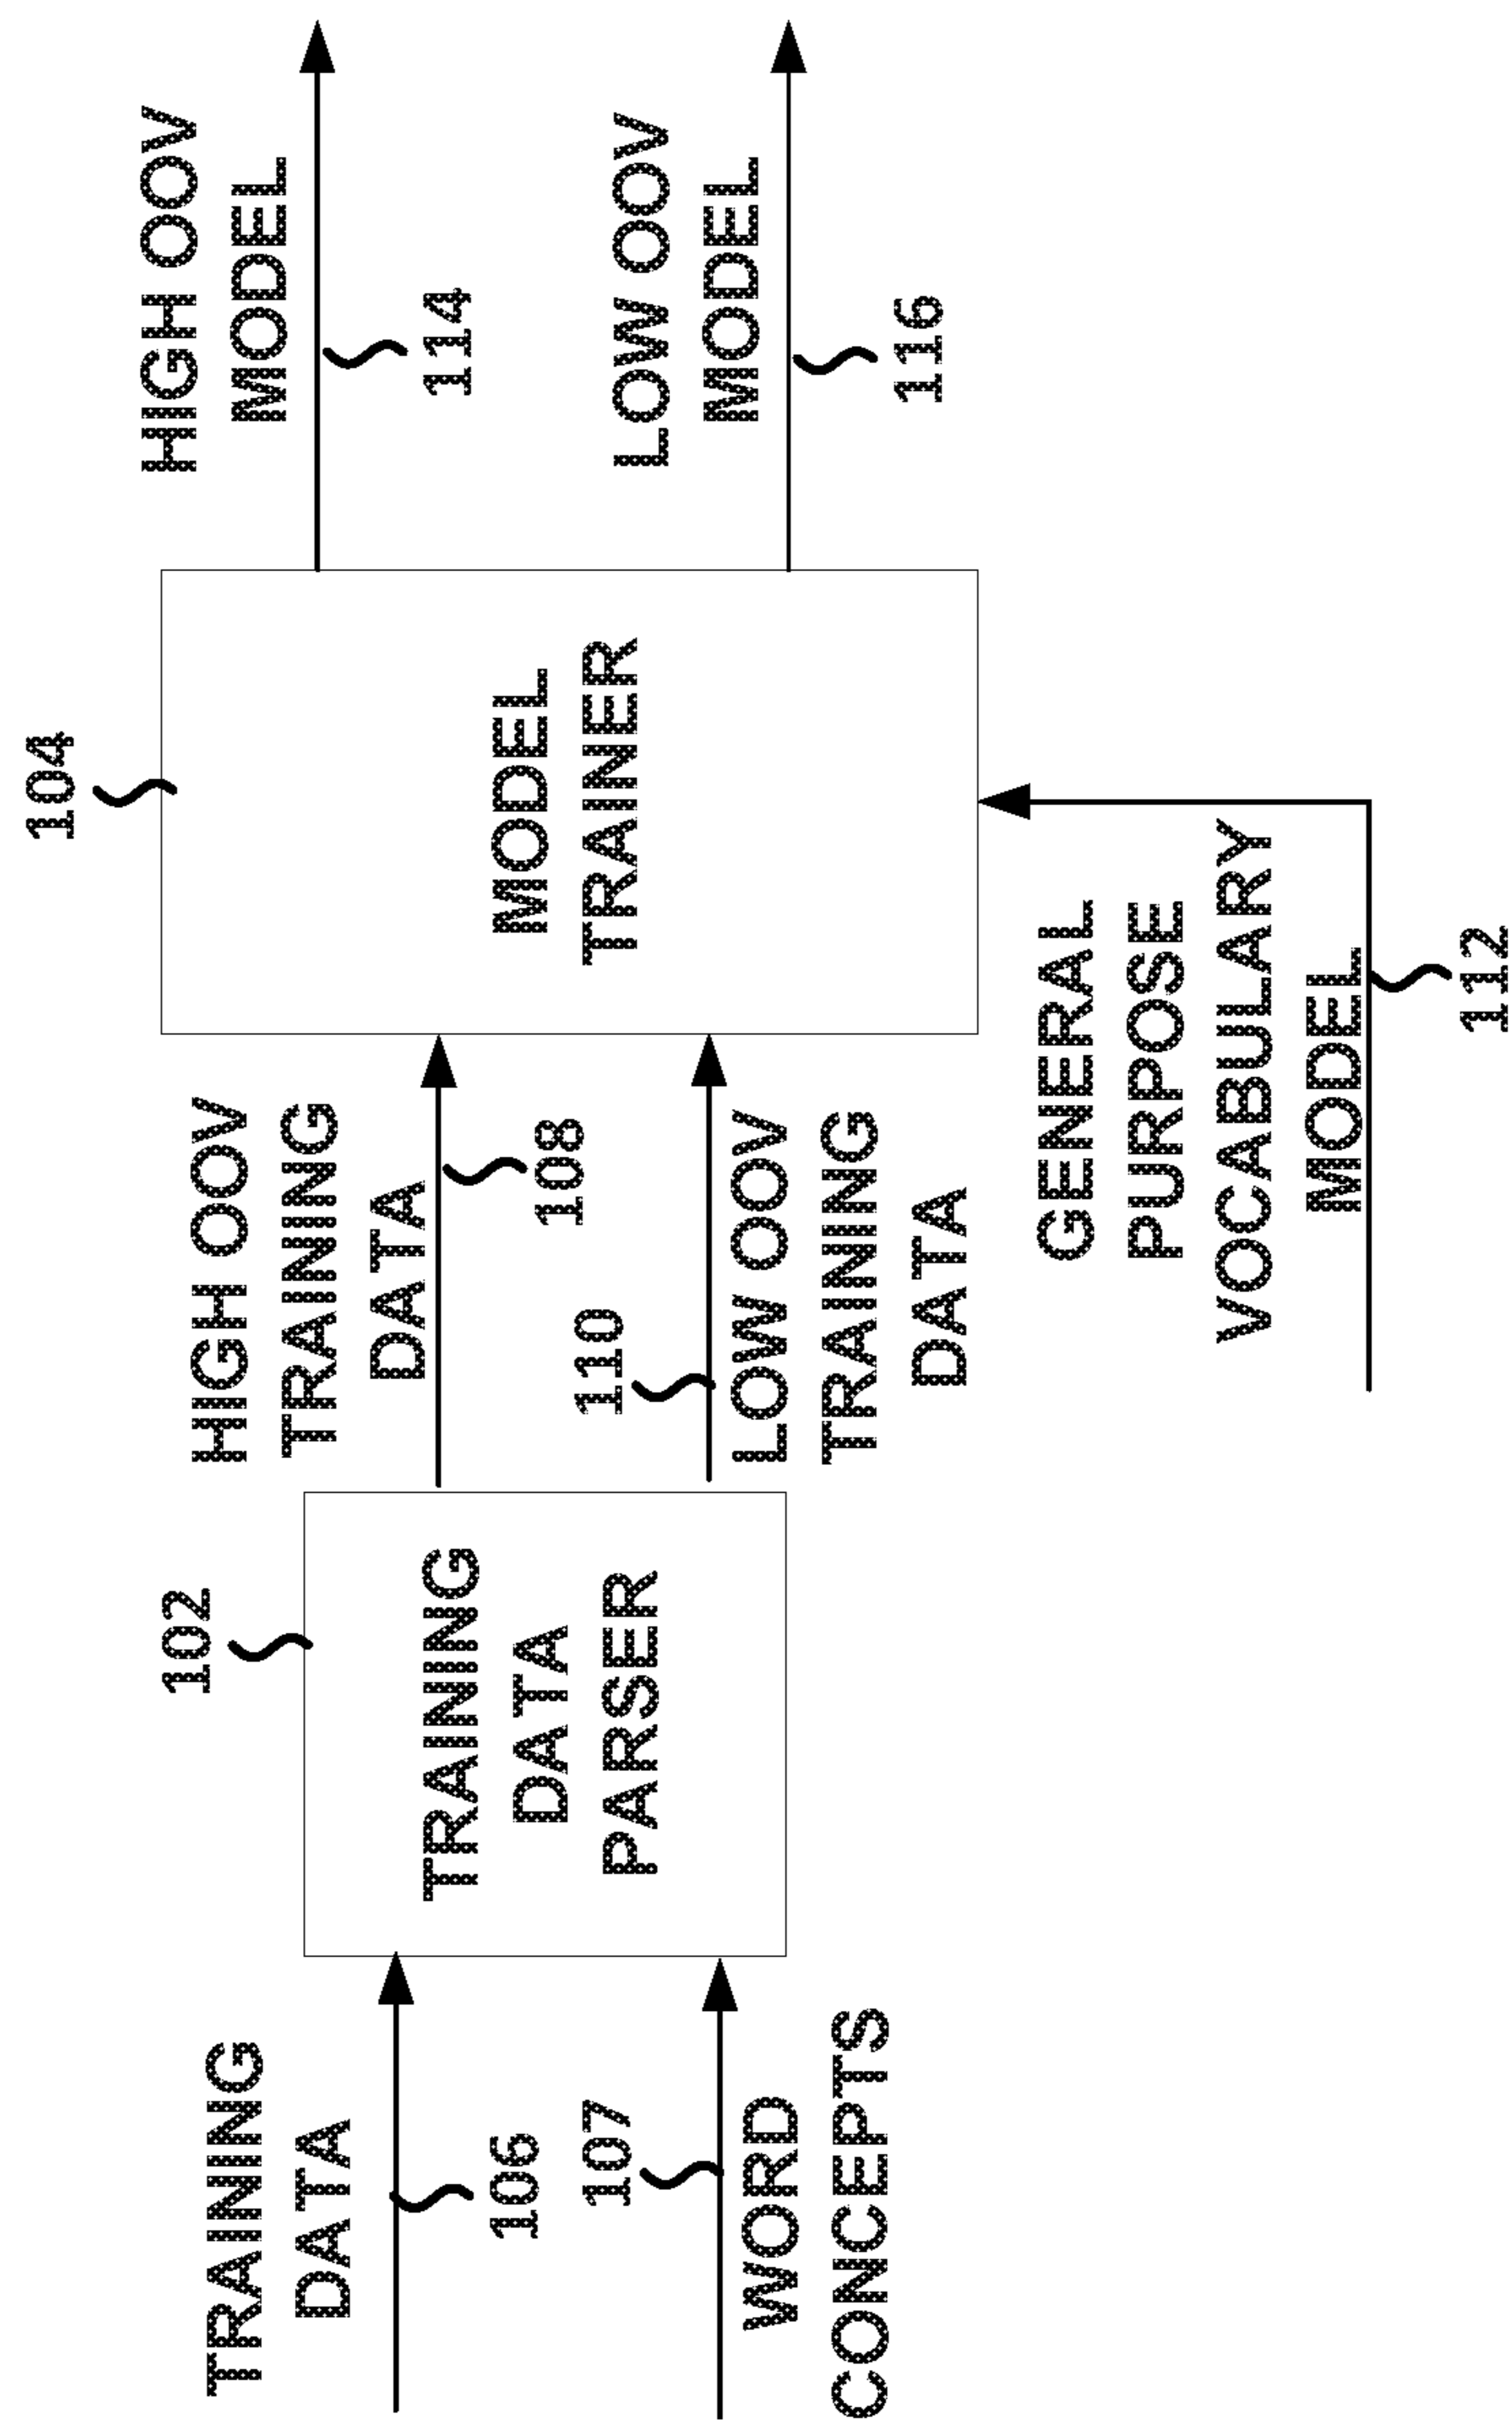 104
HIGH OOV
MODEL
114
LOW OOV
MODEL
116
MODEL
TRAINER
HIGH OOV
TRAINING
DATA
108
110
LOW OOV
TRAINING
DATA
GENERAL
PURPOSE
VOCABULARY
MODEL
112
102
TRAINING
DATA
PARSER
TRAINING
DATA
106
107
WORD
CONCEPTS